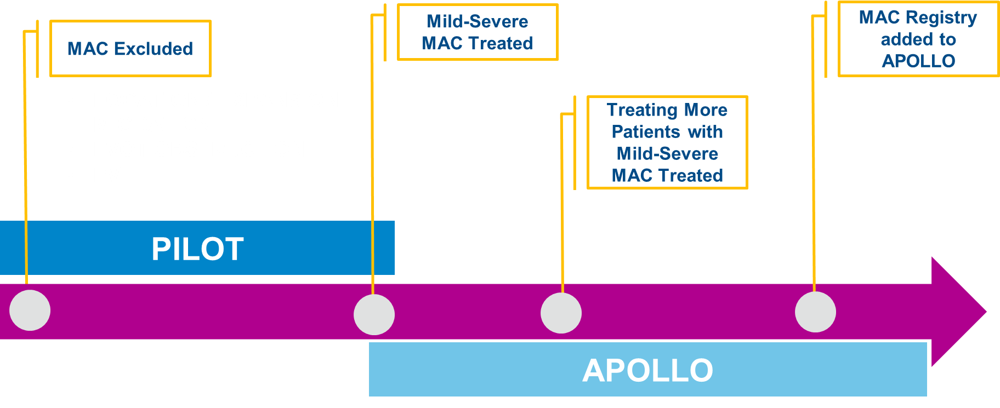 MAC Excluded
Mild-Severe
MAC Treated
Treating More
Patients with
Mild-Severe
MAC Treated
MAC Registry
added to
APOLLO
PILOT
APOLLO